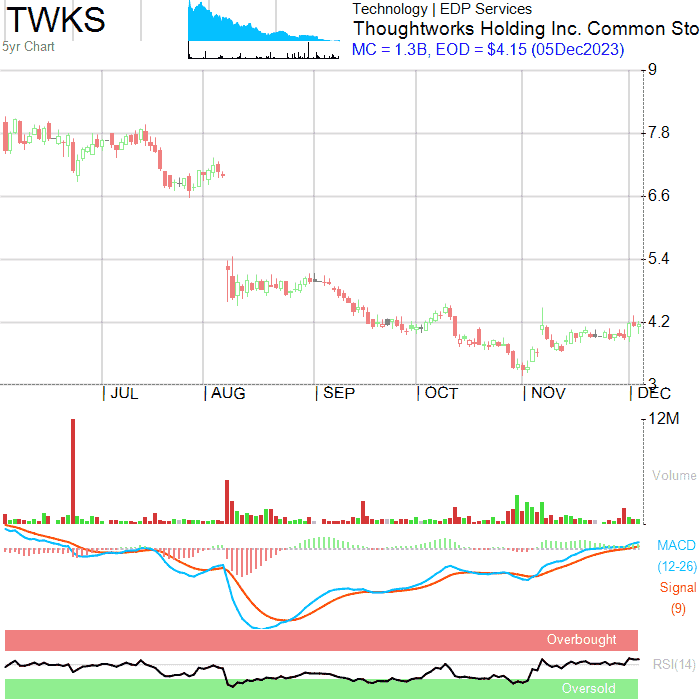 TWKS
5yr Chart
Technology | EDP Services
Thoughtworks Holding Inc. Common Sto
MC = 1.3B, EOD = $4.15 (05Dec2023)
9
7.8
6.6
5.4
4.2
3
JUL
AUG
SEP
OCT
NOV
DEC
12M
Volume
MACD
(12-26)
Signal
(9)
Overbought
RSI(14)
Oversold